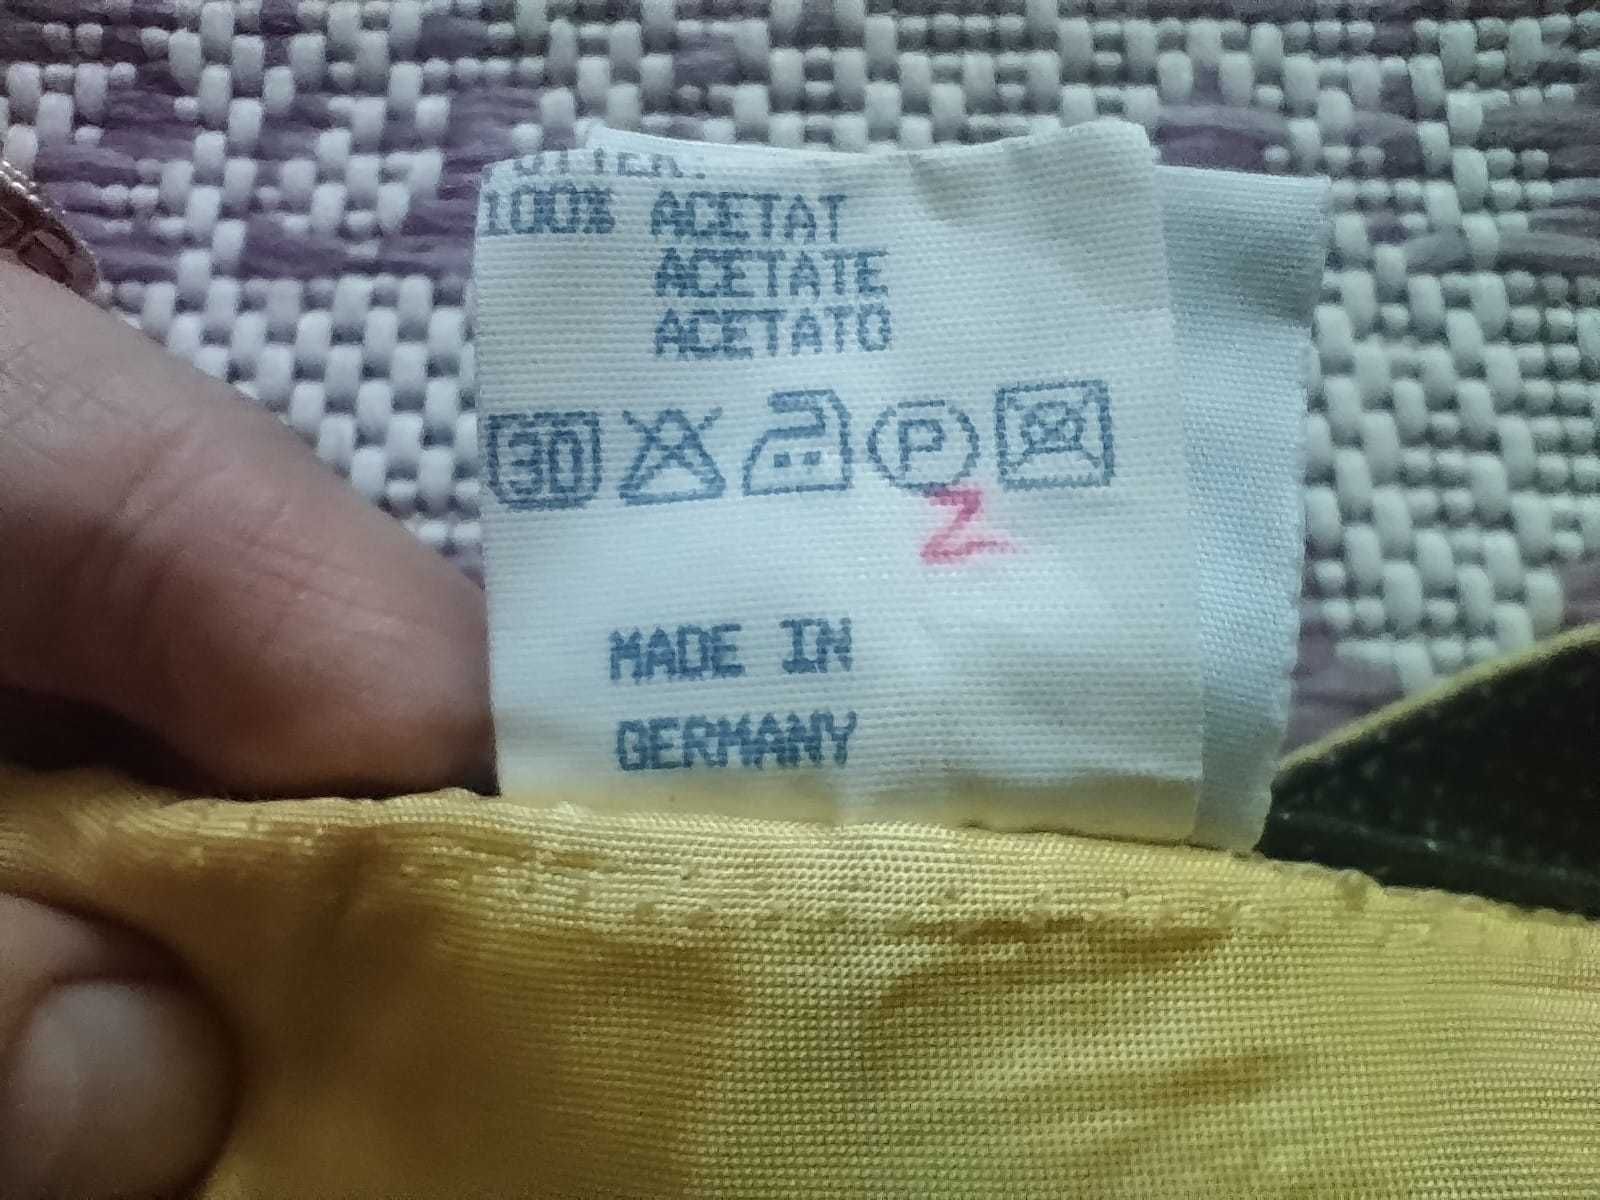 100% ACETAT
ACETATE
ACETATO
30 P
Z
MADE IN
GERMANY